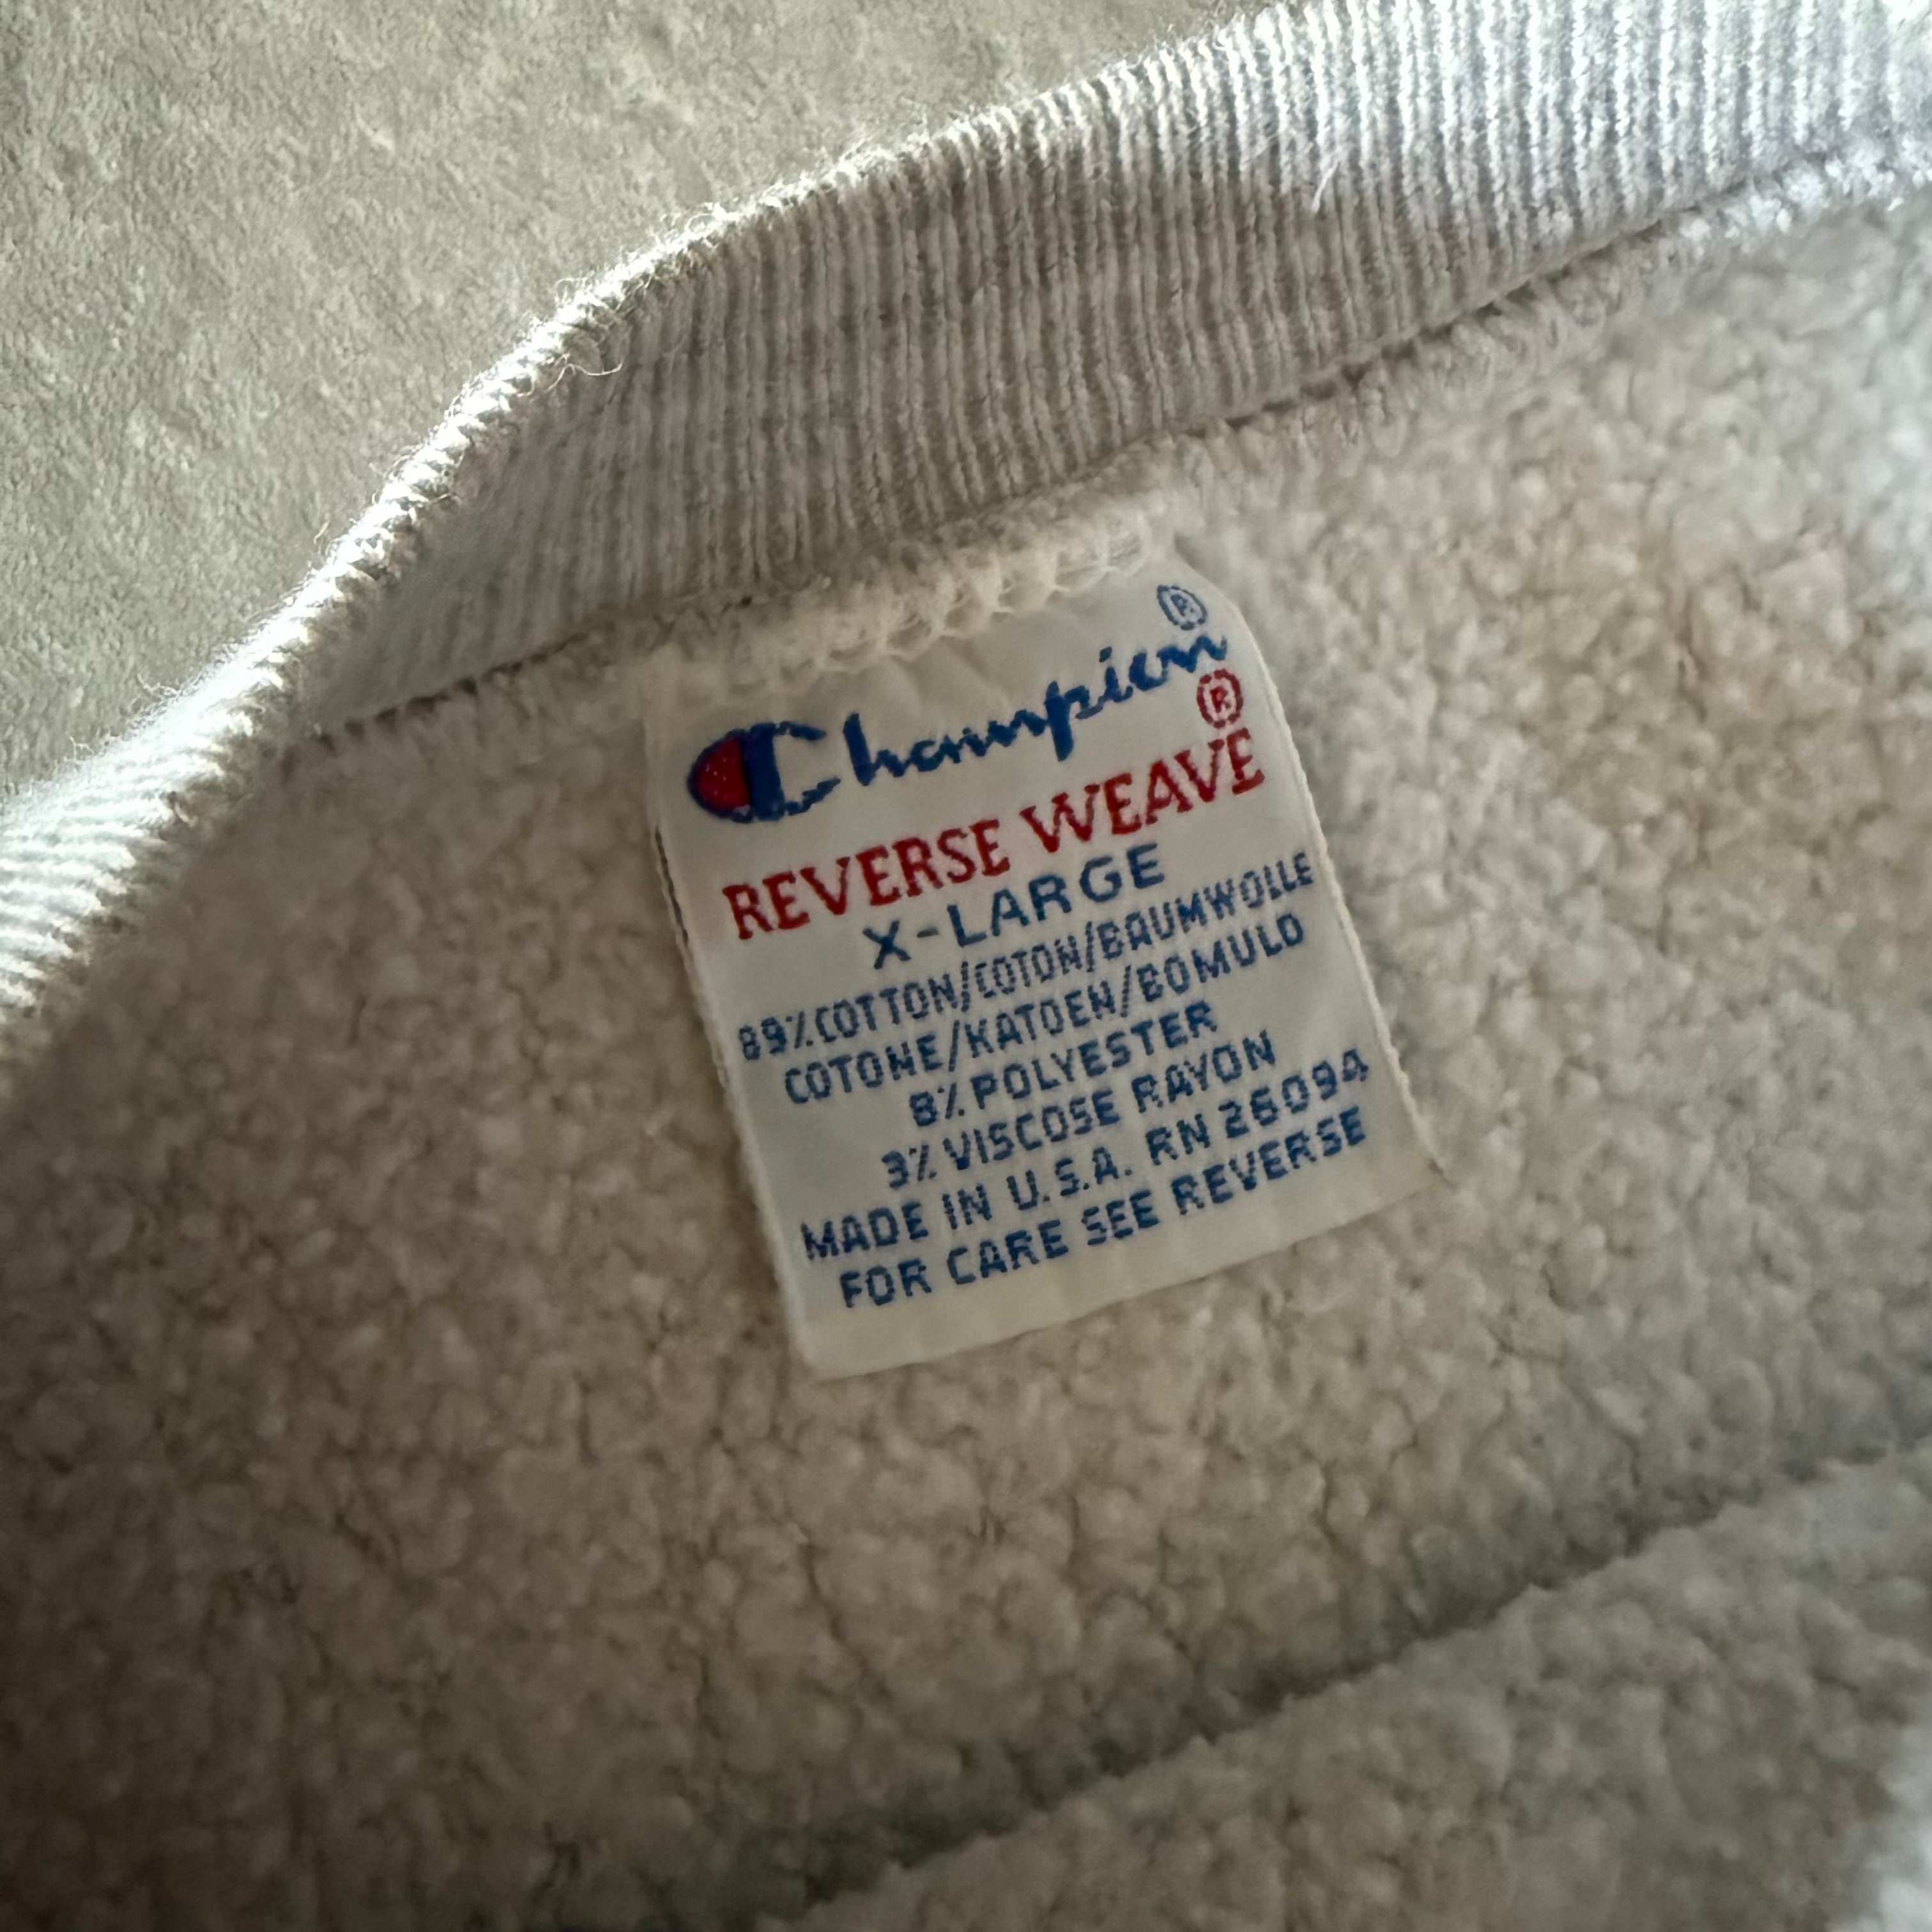 Champion®
REVERSE WEAVE®
X-LARGE
89% COTTON/COTON/BAUMWOLLE
COTONE/KATOEN/BOMULD
8% POLYESTER
3% VISCOSE RAYON
MADE IN U.S.A. RN 26094
FOR CARE SEE REVERSE